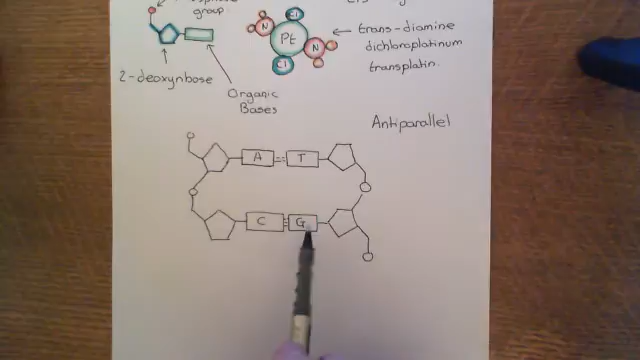 group
N
Cl
Pt
N
Cl
trans-diamine
dichloroplatinum
transplatin.
2-deoxyribose
Organic
Bases
Antiparallel
A
T
C
G